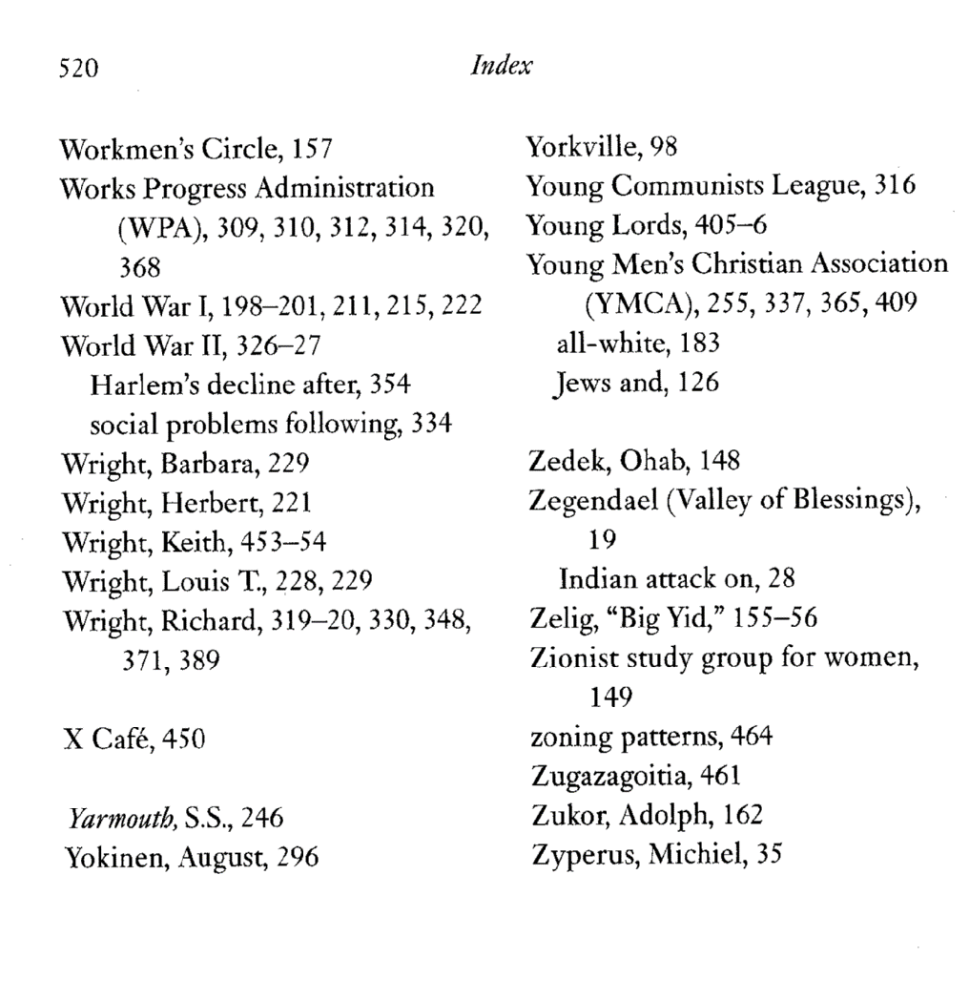 520
Index
Workmen's Circle, 157
Works Progress Administration
(WPA), 309, 310, 312, 314, 320,
368
World War I, 198–201, 211, 215, 222
World War II, 326–27
Harlem's decline after, 354
social problems following, 334
Wright, Barbara, 229
Wright, Herbert, 221
Wright, Keith, 453–54
Wright, Louis T., 228, 229
Wright, Richard, 319–20, 330, 348,
371, 389
X Café, 450
Yarmouth, S.S., 246
Yokinen, August, 296
Yorkville, 98
Young Communists League, 316
Young Lords, 405–6
Young Men's Christian Association
(YMCA), 255, 337, 365, 409
all-white, 183
Jews and, 126
Zedek, Ohab, 148
Zegendael (Valley of Blessings),
19
Indian attack on, 28
Zelig, “Big Yid,” 155–56
Zionist study group for women,
149
zoning patterns, 464
Zugazagoitia, 461
Zukor, Adolph, 162
Zyperus, Michiel, 35